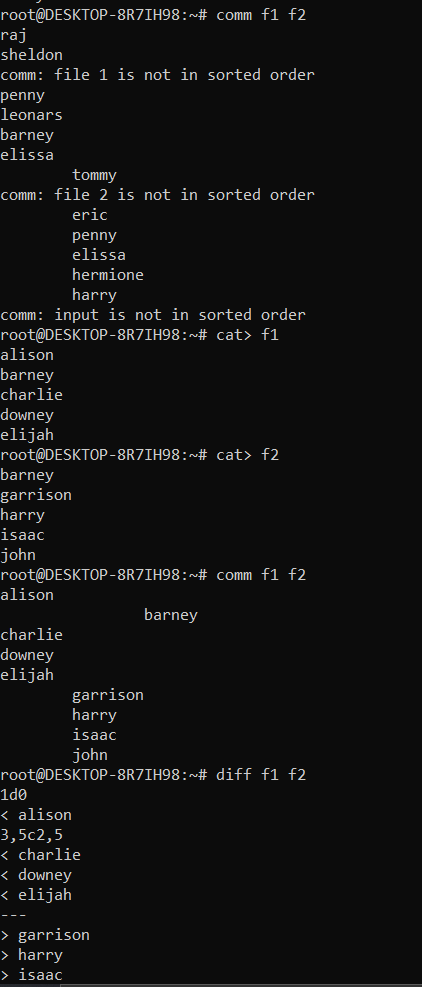 root@DESKTOP-8R7IH98:~# comm f1 f2
raj
sheldon
comm: file 1 is not in sorted order
penny
leonars
barney
elissa
        tommy
comm: file 2 is not in sorted order
        eric
        penny
        elissa
        hermione
        harry
comm: input is not in sorted order
root@DESKTOP-8R7IH98:~# cat> f1
alison
barney
charlie
downey
elijah
root@DESKTOP-8R7IH98:~# cat> f2
barney
garrison
harry
isaac
john
root@DESKTOP-8R7IH98:~# comm f1 f2
alison
                barney
charlie
downey
elijah
        garrison
        harry
        isaac
        john
root@DESKTOP-8R7IH98:~# diff f1 f2
1d0
< alison
3,5c2,5
< charlie
< downey
< elijah
---
> garrison
> harry
> isaac